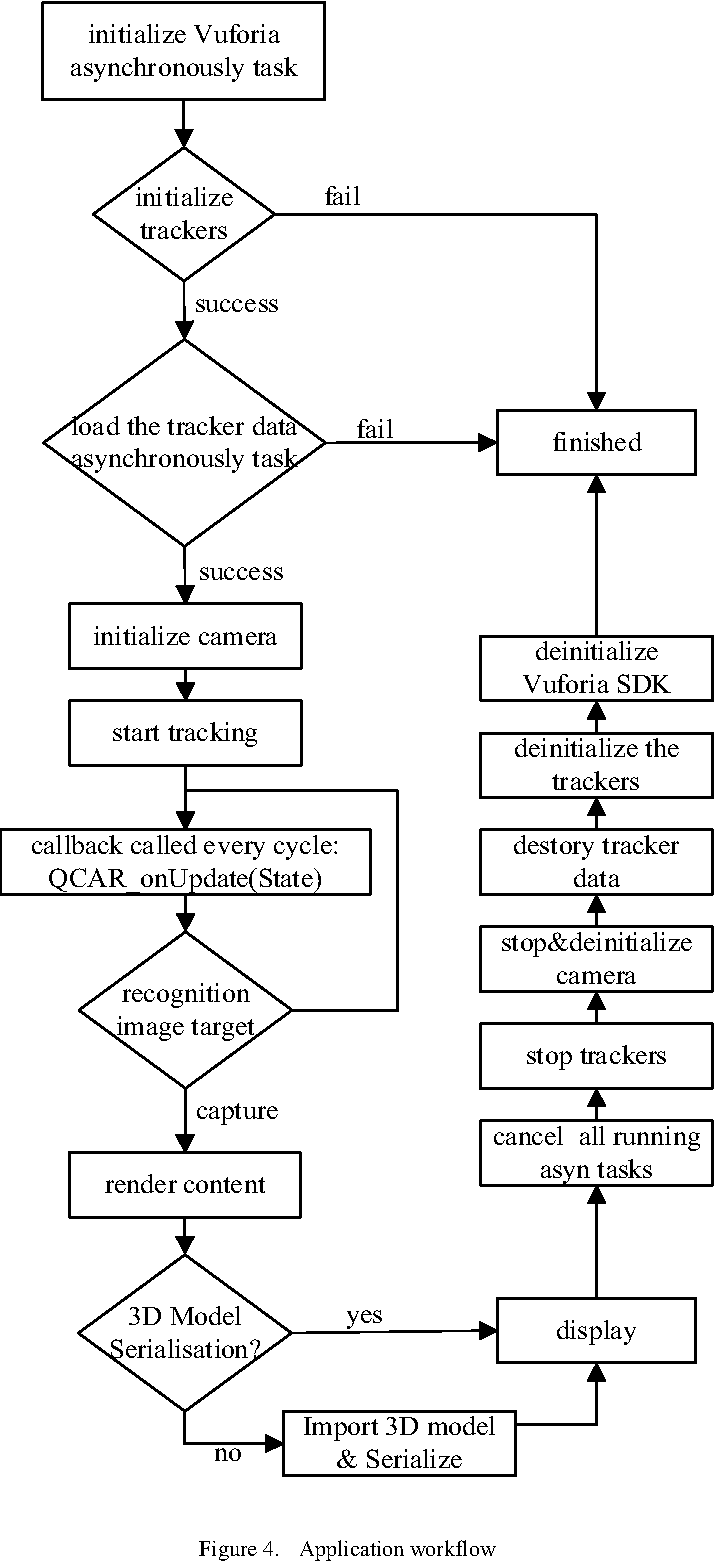 initialize Vuforia
asynchronously task
initialize
trackers
fail
success
load the tracker data
asynchronously task
fail
finished
success
initialize camera
deinitialize
Vuforia SDK
start tracking
deinitialize the
trackers
callback called every cycle:
QCAR_onUpdate(State)
destory tracker
data
stop&deinitialize
camera
recognition
image target
stop trackers
capture
cancel  all running
asyn tasks
render content
3D Model
Serialisation?
yes
display
no
Import 3D model
& Serialize
Figure 4.    Application workflow